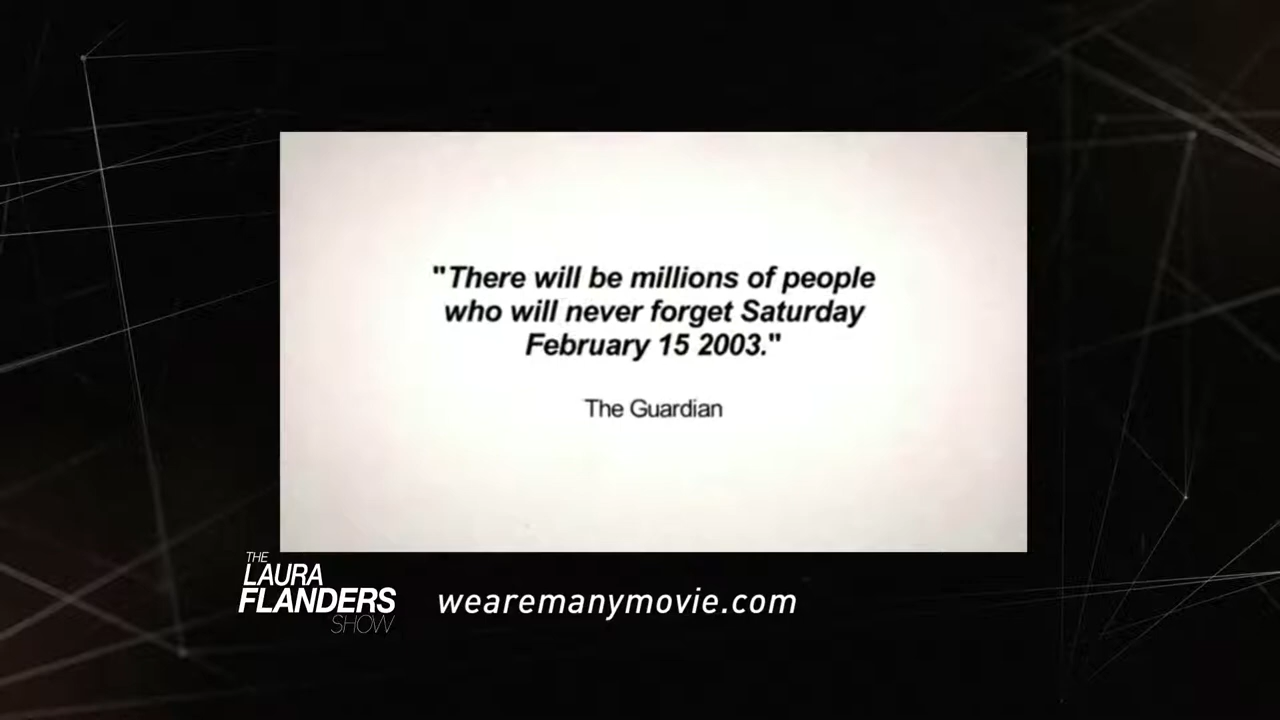 "There will be millions of people
who will never forget Saturday
February 15 2003."
The Guardian
THE
LAURA
FLANDERS
SHOW
wearemanymovie.com